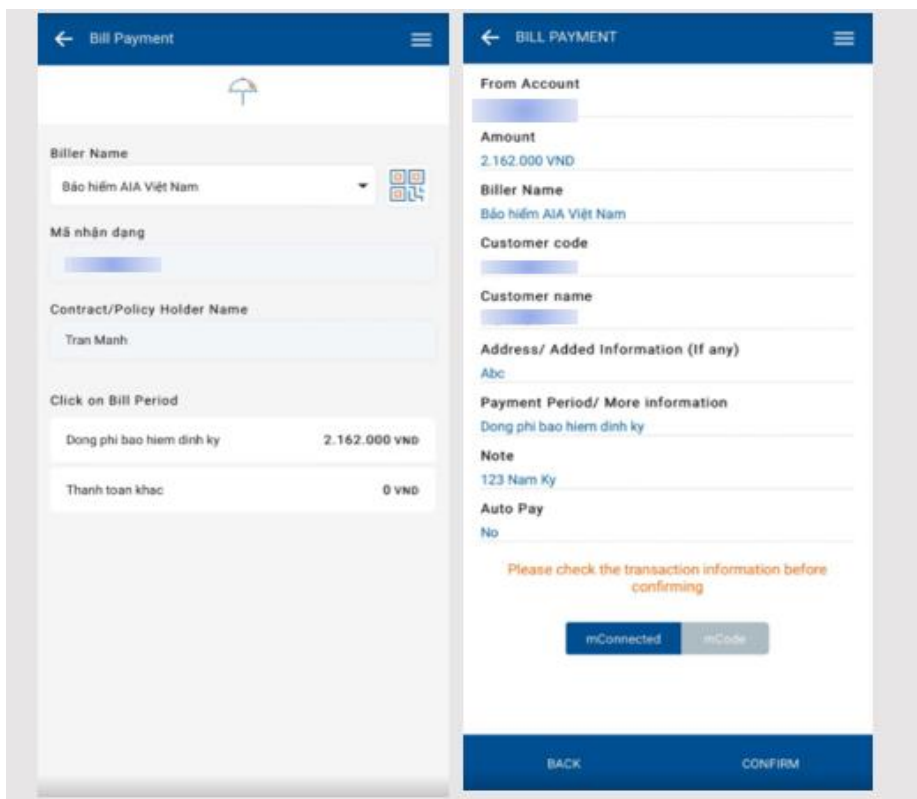 Bill Payment
Biller Name
Bảo hiểm AIA Việt Nam
Mã nhận dạng
Contract/Policy Holder Name
Tran Manh
Click on Bill Period
Dong phi bao hiem dinh ky 2.162.000 VND
Thanh toan khac 0 VND
BILL PAYMENT
From Account
Amount
2.162.000 VND
Biller Name
Bảo hiểm AIA Việt Nam
Customer code
Customer name
Address/ Added Information (If any)
Abc
Payment Period/ More information
Dong phi bao hiem dinh ky
Note
123 Nam Ky
Auto Pay
No
Please check the transaction information before
confirming
mConnected mCode
BACK CONFIRM